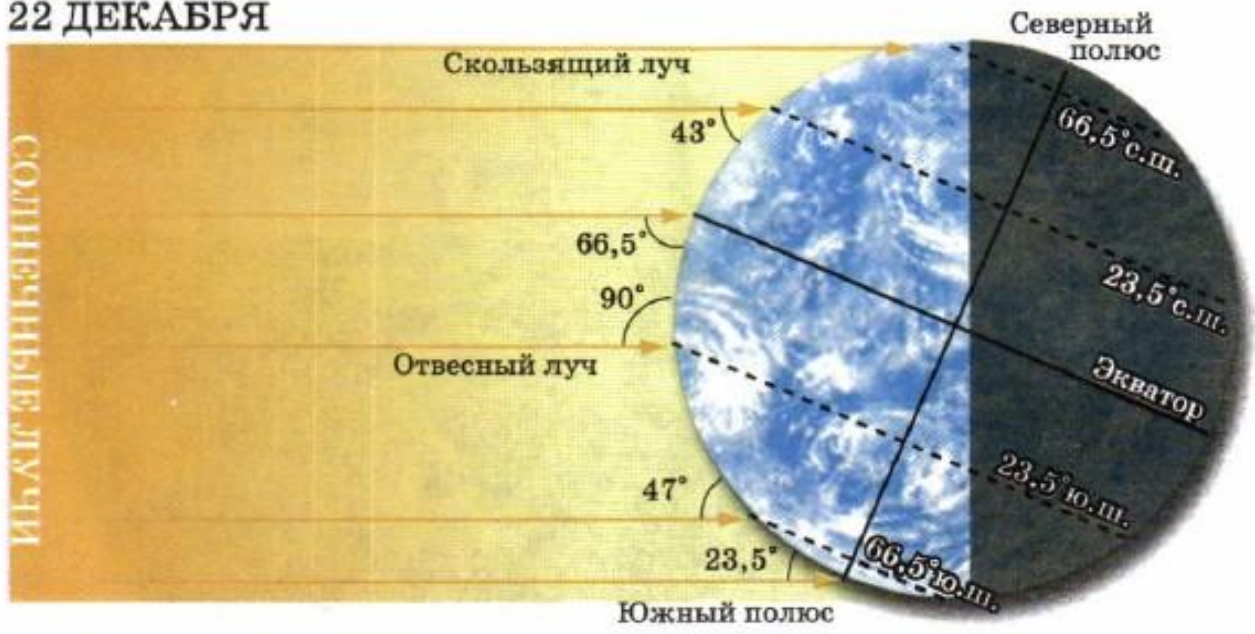 22 ДЕКАБРЯ
Северный
полюс
Скользящий луч
43°
66,5°с.ш.
СОЛНЕЧНЫЕ ЛУЧИ
66,5°
90°
23,5°с.ш.
Отвесный луч
Экватор
23,5°ю.ш.
47°
23,5°
66,5°ю.ш.
Южный полюс